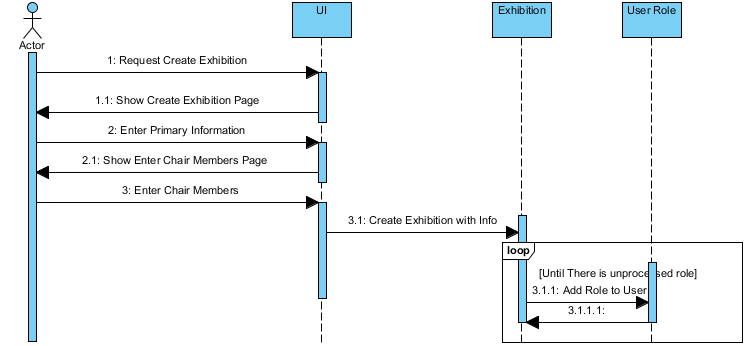 UI
Exhibition
User Role
Actor
1: Request Create Exhibition
1.1: Show Create Exhibition Page
2: Enter Primary Information
2.1: Show Enter Chair Members Page
3: Enter Chair Members
3.1: Create Exhibition with Info
loop
[Until There is unprocessed role]
3.1.1: Add Role to User
3.1.1.1: